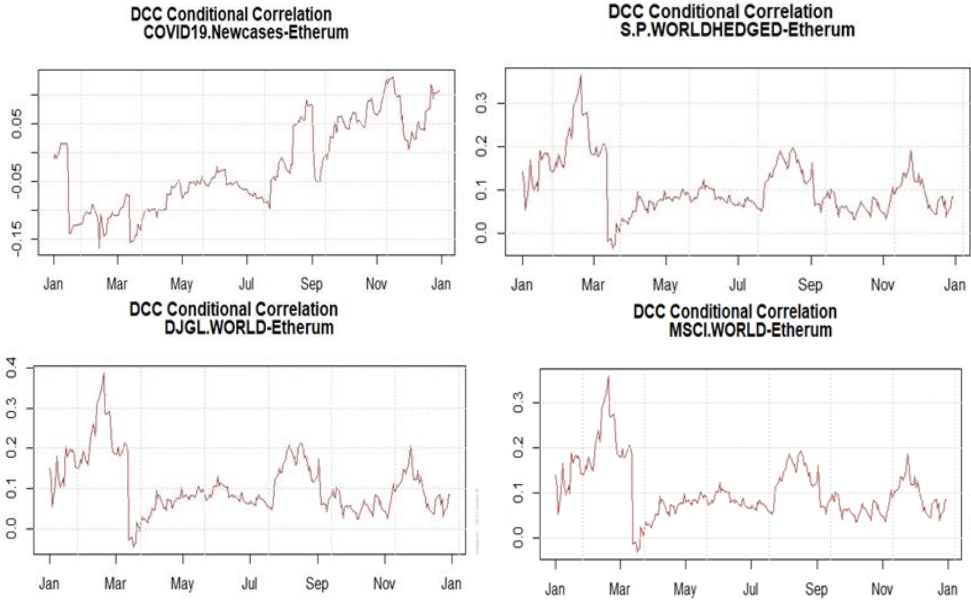 DCC Conditional Correlation
COVID19.Newcases-Etherum
0.05
-0.05
-0.15
Jan Mar May Jul Sep Nov Jan
DCC Conditional Correlation
S.P.WORLDHEDGED-Etherum
0.3
0.2
0.1
0.0
Jan Mar May Jul Sep Nov Jan
DCC Conditional Correlation
DJGL.WORLD-Etherum
0.4
0.3
0.2
0.1
0.0
Jan Mar May Jul Sep Nov Jan
DCC Conditional Correlation
MSCI.WORLD-Etherum
0.3
0.2
0.1
0.0
Jan Mar May Jul Sep Nov Jan